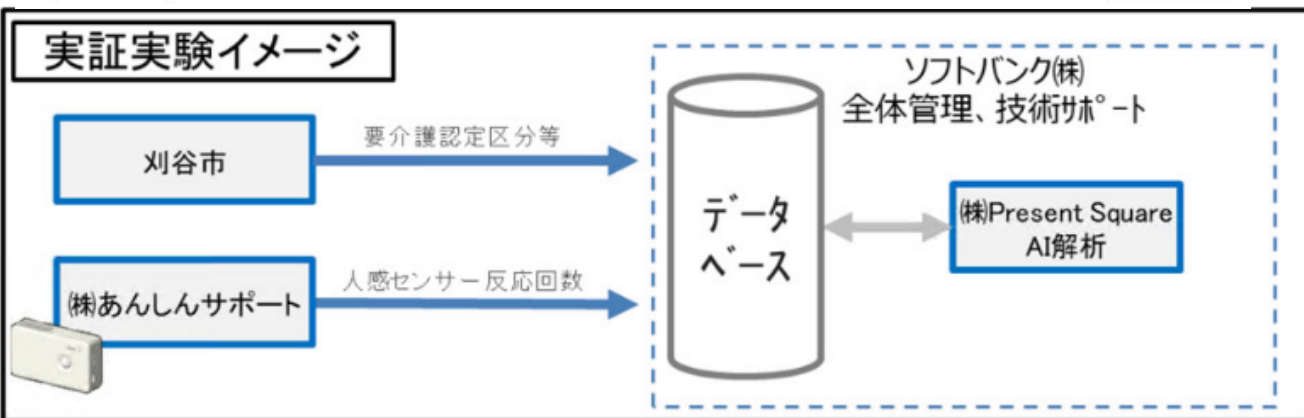 実証実験イメージ
ソフトバンク㈱
全体管理、技術ｻﾎﾟｰﾄ
刈谷市
要介護認定区分等
データ
ベース
㈱Present Square
AI解析
㈱あんしんサポート
人感センサー反応回数